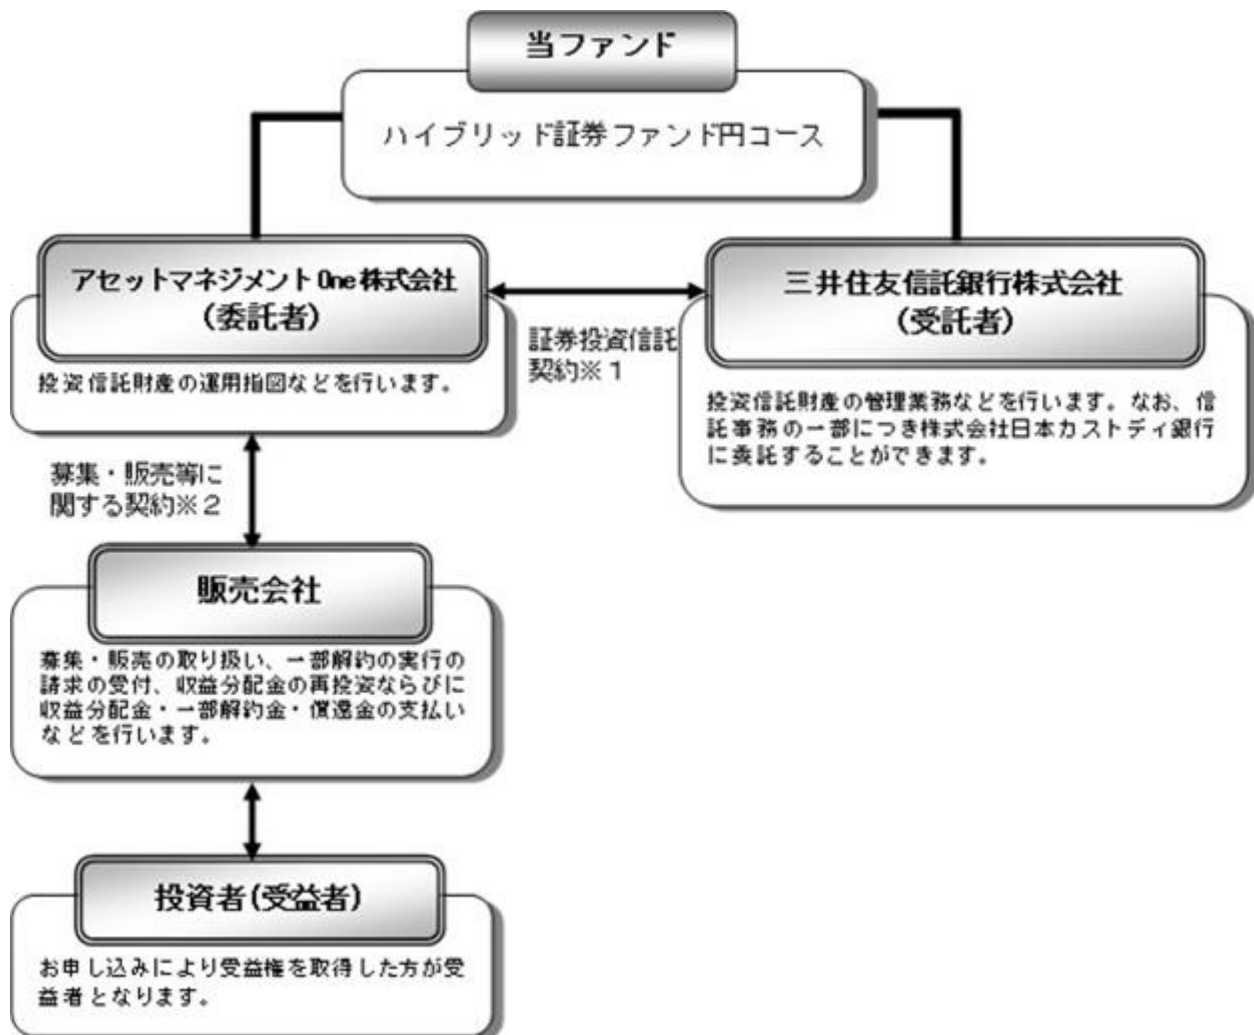 当ファンド
ハイブリッド証券ファンド円コース
アセットマネジメントOne株式会社
(委託者)
投資信託財産の運用指図などを行います。
証券投資信託
契約※1
三井住友信託銀行株式会社
(受託者)
投資信託財産の管理業務などを行います。なお、信
託事務の一部につき株式会社日本カストディ銀行
に委託することができます。
募集・販売等に
関する契約※2
販売会社
募集・販売の取り扱い、一部解約の実行の
請求の受付、収益分配金の再投資ならびに
収益分配金・一部解約金・償還金の支払い
などを行います。
投資者(受益者)
お申し込みにより受益権を取得した方が受
益者となります。